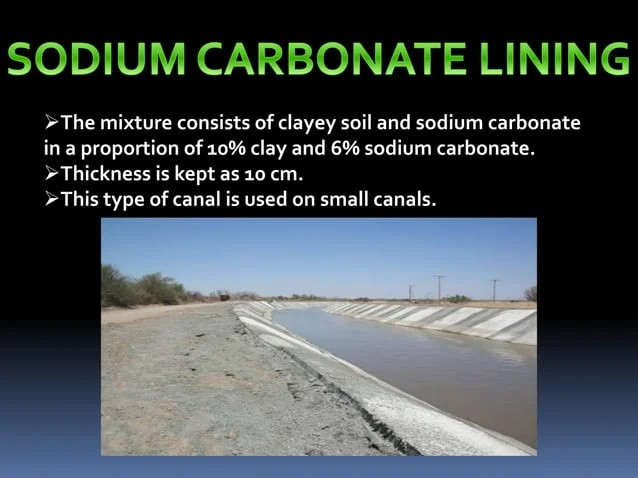 SODIUM CARBONATE LINING
➢The mixture consists of clayey soil and sodium carbonate
in a proportion of 10% clay and 6% sodium carbonate.
➢Thickness is kept as 10 cm.
➢This type of canal is used on small canals.